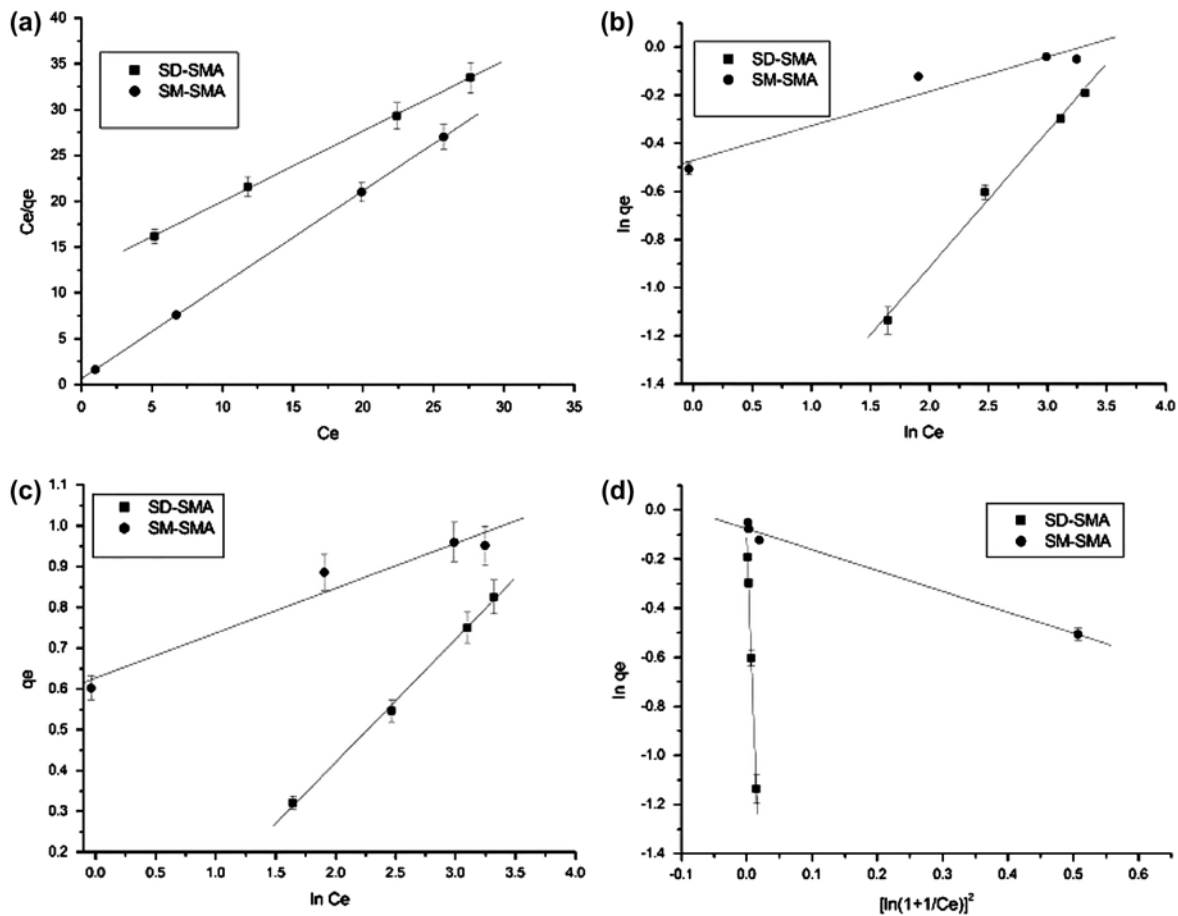 (a)
40
35
30
25
20
15
10
5
0
SD-SMA
SM-SMA
Ce/qe
0 5 10 15 20 25 30 35
Ce
(b)
0.0
-0.2
-0.4
-0.6
-0.8
-1.0
-1.2
-1.4
SD-SMA
SM-SMA
ln qe
0.0 0.5 1.0 1.5 2.0 2.5 3.0 3.5 4.0
ln Ce
(c)
1.1
1.0
0.9
0.8
0.7
0.6
0.5
0.4
0.3
0.2
SD-SMA
SM-SMA
qe
0.0 0.5 1.0 1.5 2.0 2.5 3.0 3.5 4.0
ln Ce
(d)
0.0
-0.2
-0.4
-0.6
-0.8
-1.0
-1.2
-1.4
SD-SMA
SM-SMA
ln qe
-0.1 0.0 0.1 0.2 0.3 0.4 0.5 0.6
[ln(1+1/Ce)]²